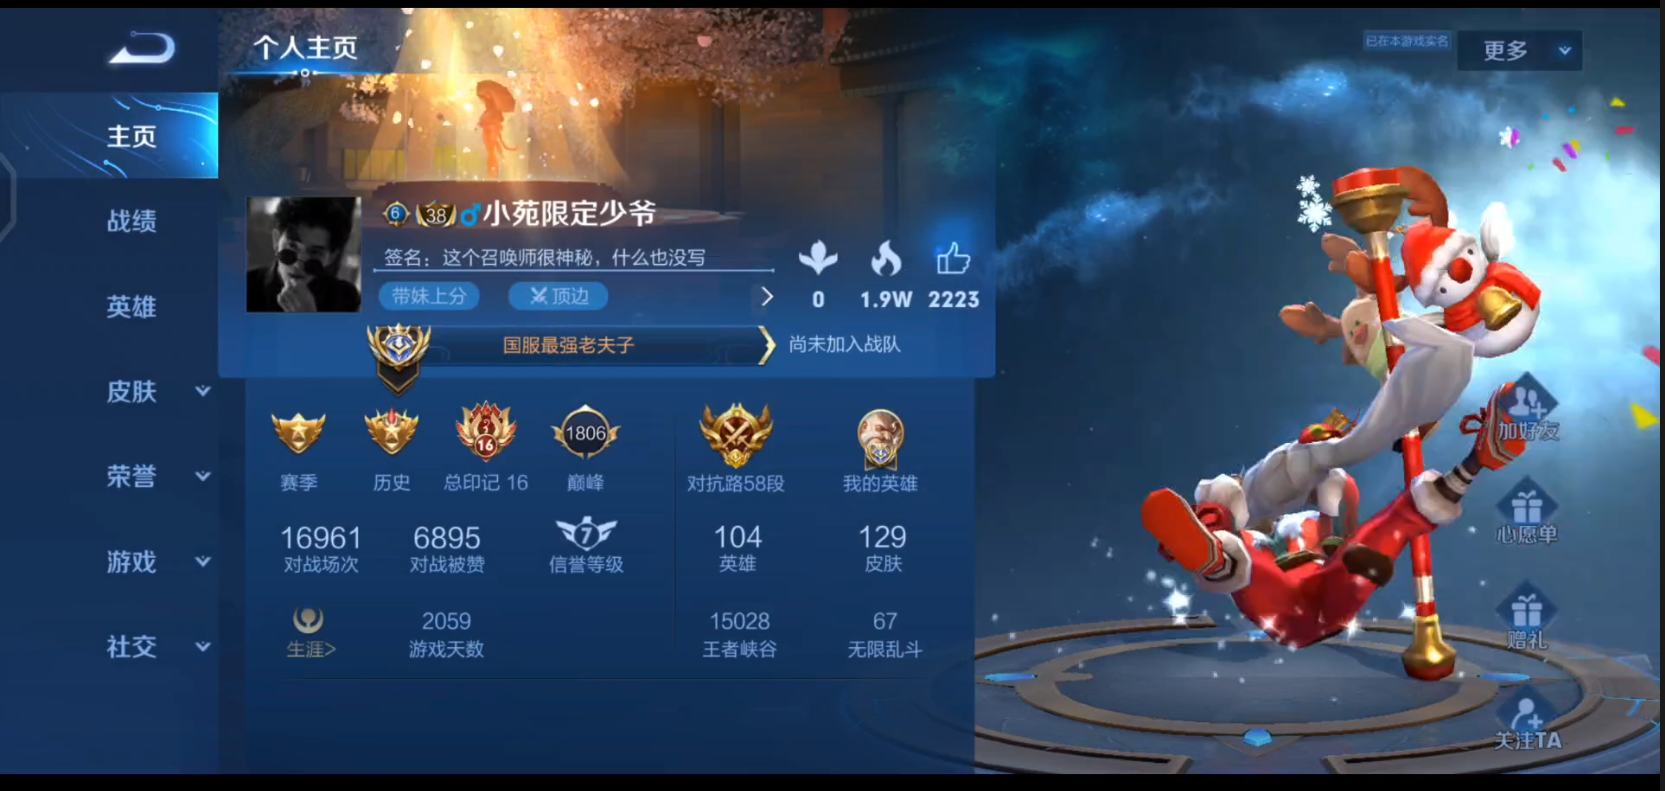 个人主页
已在本游戏实名
更多
主页
战绩
英雄
皮肤
荣誉
游戏
社交
6 38 小苑限定少爷
签名：这个召唤师很神秘，什么也没写
带妹上分 顶边
0 1.9W 2223
国服最强老夫子
尚未加入战队
16 1806
赛季 历史 总印记 16 巅峰 对抗路58段 我的英雄
16961 6895 7 104 129
对战场次 对战被赞 信誉等级 英雄 皮肤
2059 15028 67
生涯> 游戏天数 王者峡谷 无限乱斗
加好友
心愿单
赠礼
关注TA